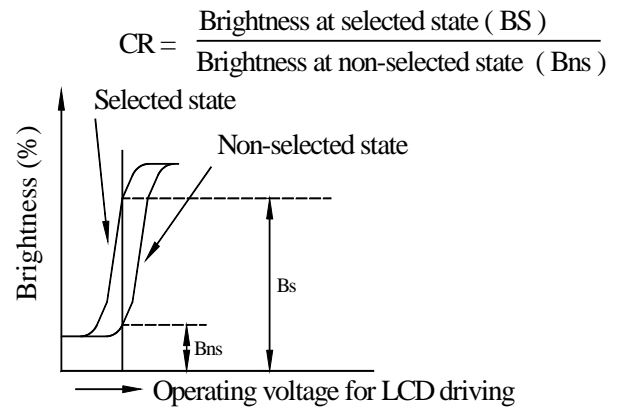 CR = Brightness at selected state ( BS )
Brightness at non-selected state ( Bns )
Selected state
Non-selected state
Brightness (%)
Bs
Bns
Operating voltage for LCD driving